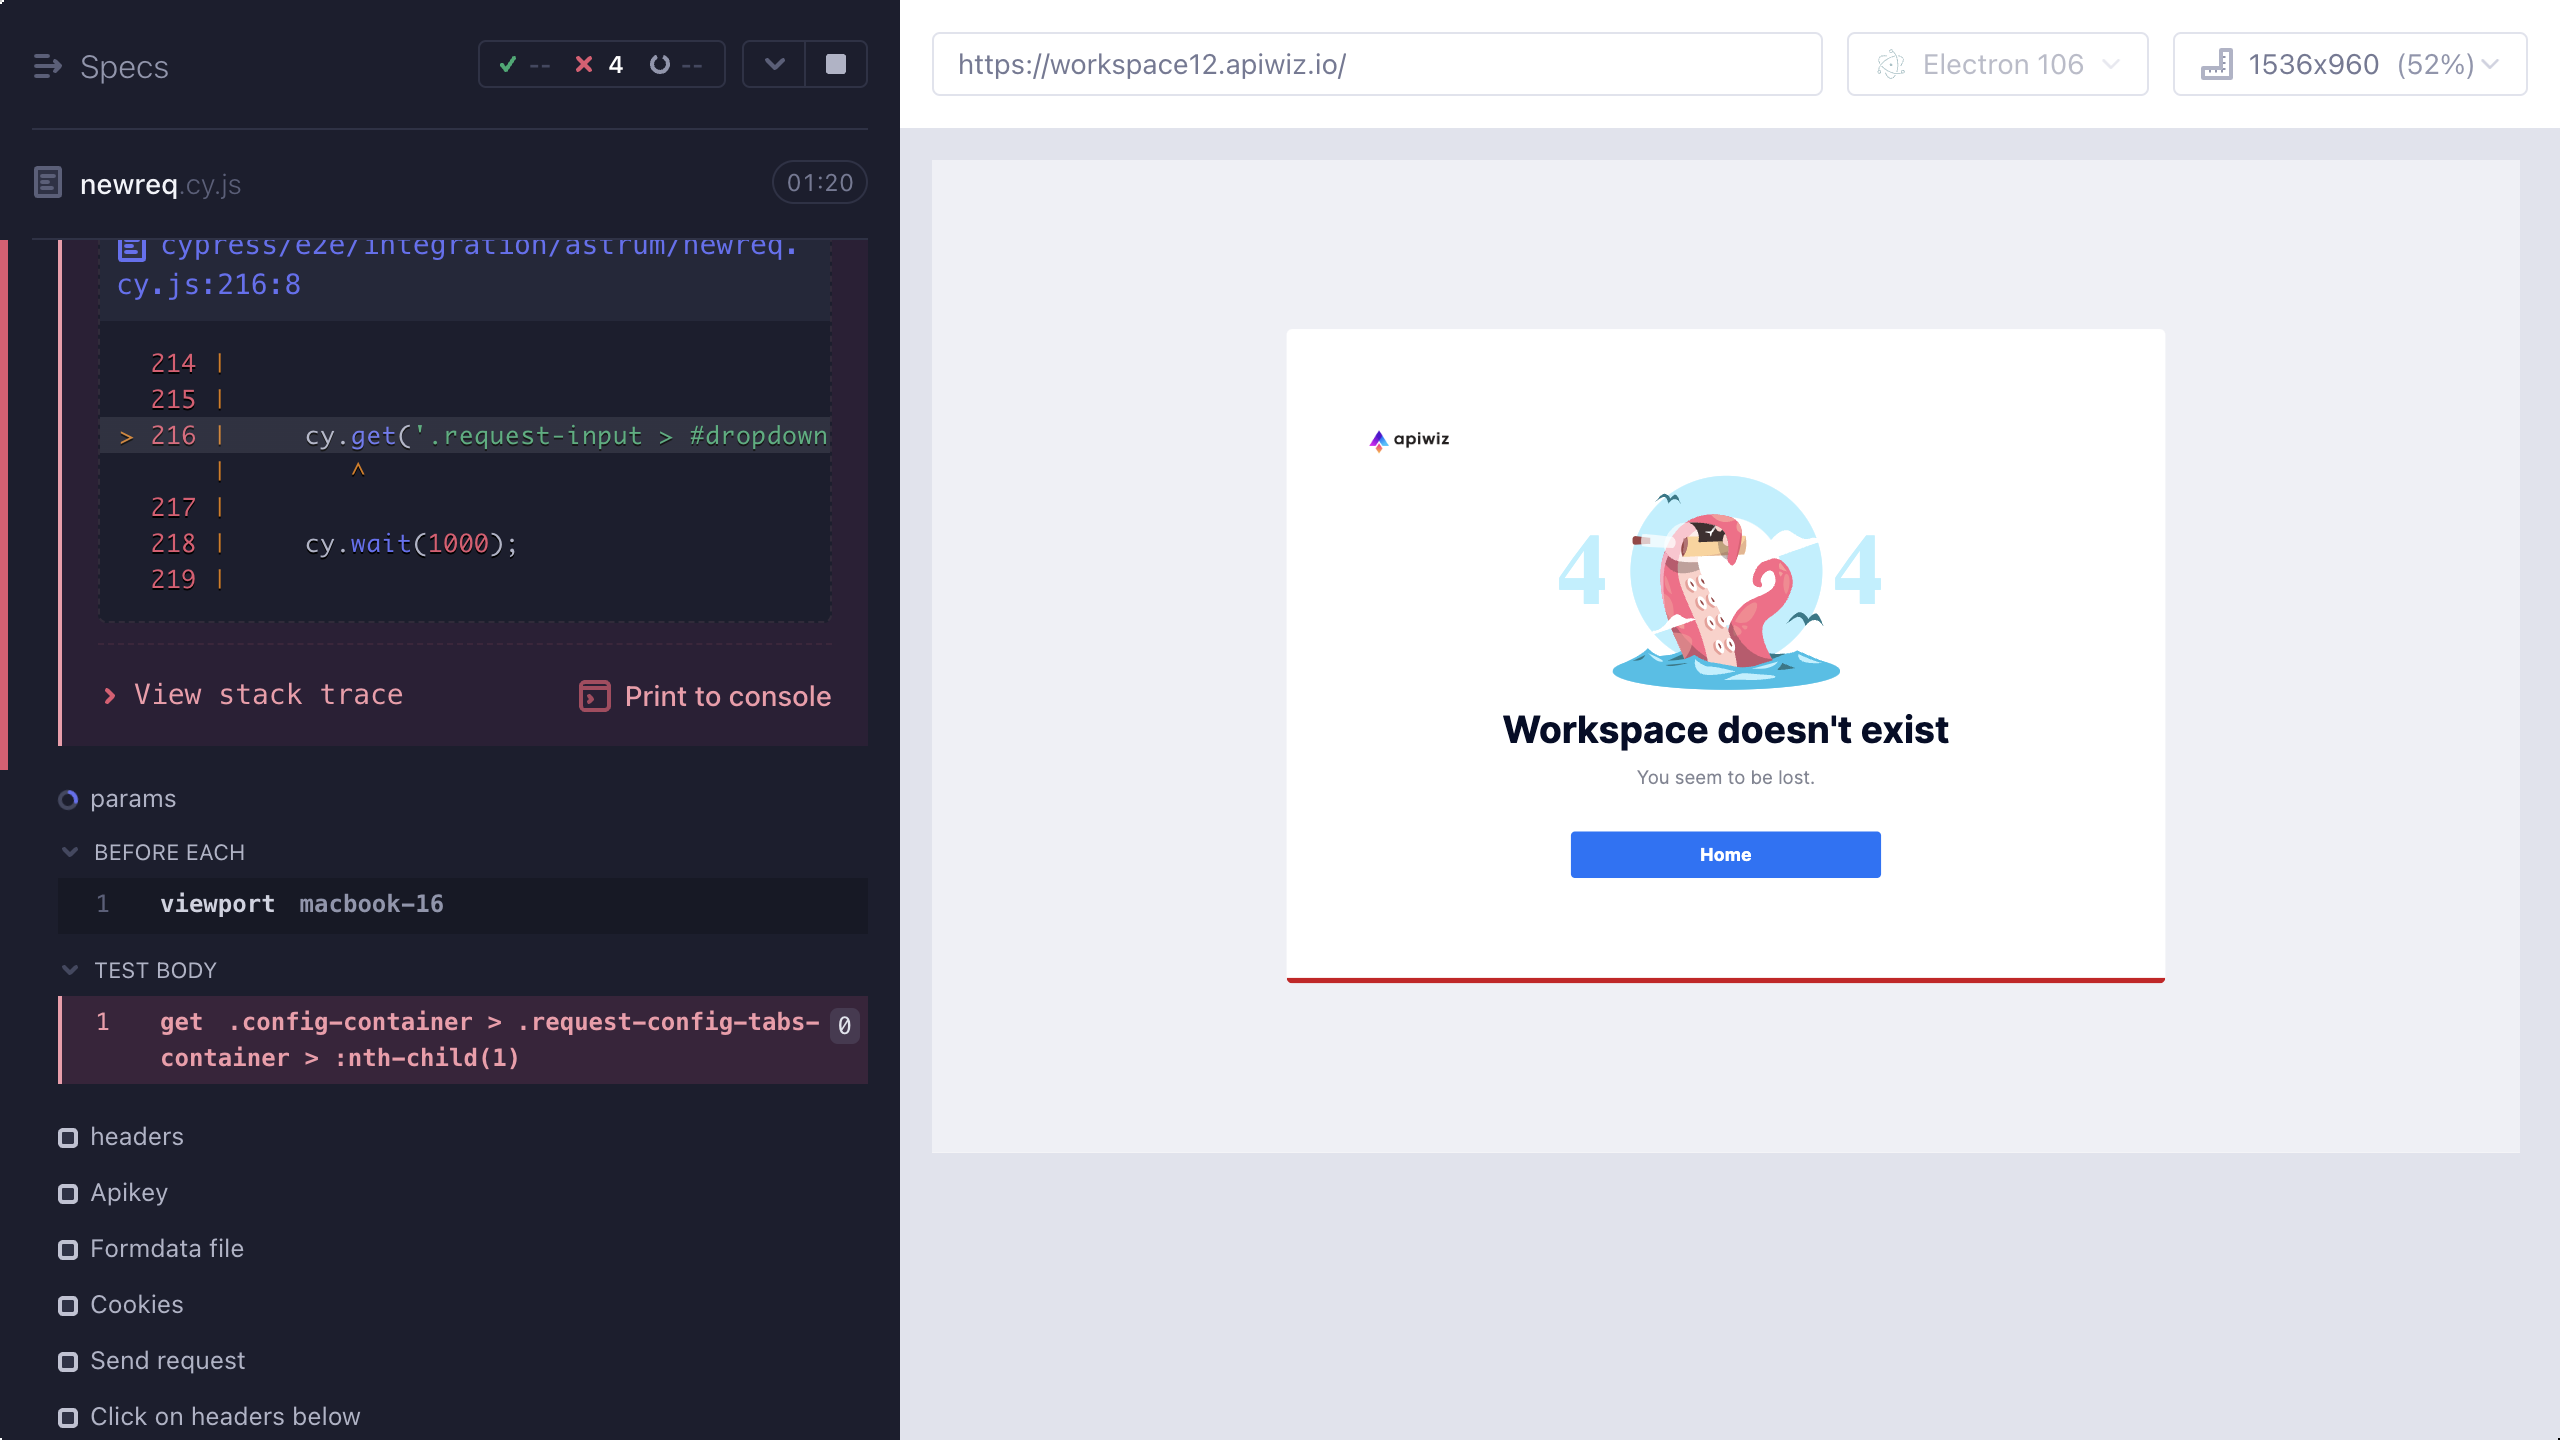 Specs
-- 4 --
newreq.cy.js
01:20
cypress/e2e/integration/astrum/newreq.
cy.js:216:8
214 |
215 |
> 216 | cy.get('.request-input > #dropdown
| ^
217 |
218 | cy.wait(1000);
219 |
View stack trace
Print to console
params
BEFORE EACH
1 viewport macbook-16
TEST BODY
1 get .config-container > .request-config-tabs- 0
container > :nth-child(1)
headers
Apikey
Formdata file
Cookies
Send request
Click on headers below
https://workspace12.apiwiz.io/
Electron 106
1536x960 (52%)
apiwiz
4 4
Workspace doesn't exist
You seem to be lost.
Home